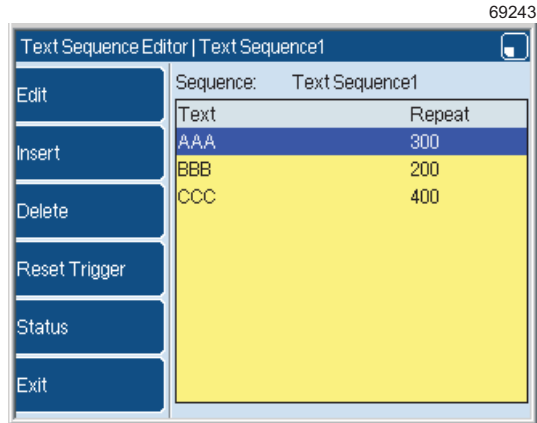 69243
Text Sequence Editor | Text Sequence1
Edit
Insert
Delete
Reset Trigger
Status
Exit
Sequence: Text Sequence1
Text Repeat
AAA 300
BBB 200
CCC 400